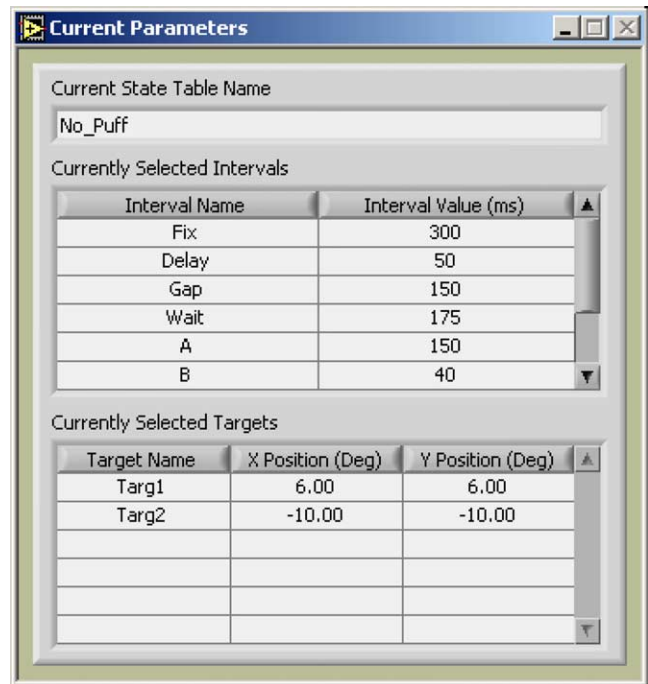 Current Parameters
Current State Table Name
No_Puff
Currently Selected Intervals
Interval Name Interval Value (ms)
Fix 300
Delay 50
Gap 150
Wait 175
A 150
B 40
Currently Selected Targets
Target Name X Position (Deg) Y Position (Deg)
Targ1 6.00 6.00
Targ2 -10.00 -10.00